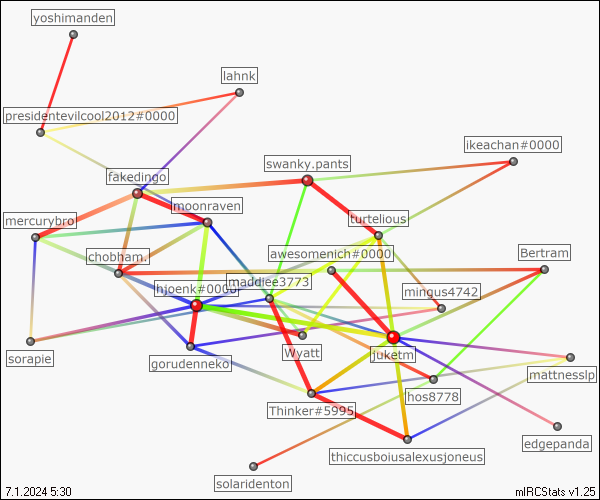 yoshimanden
lahnk
presidentevilcool2012#0000
ikeachan#0000
swanky.pants
fakedingo
moonraven
turtelious
mercurybro
awesomenich#0000
Bertram
chobham.
maddiee3773
hjoenk#0000
mingus4742
sorapie
Wyatt
juketm
gorudenneko
mattnesslp
hos8778
Thinker#5995
edgepanda
thiccusboiusalexusjoneus
solaridenton
7.1.2024 5:30
mIRCStats v1.25